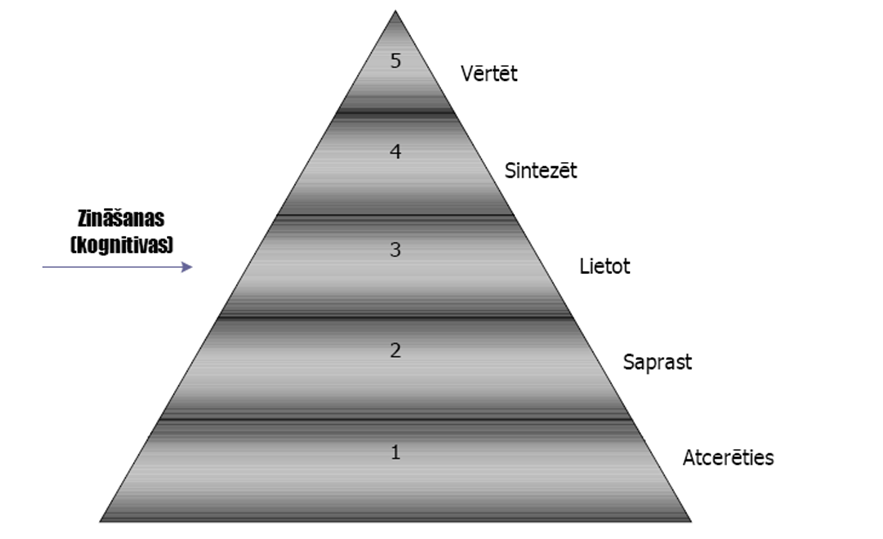 5
Vērtēt
4
Sintezēt
Zināšanas
(kognitivas)
3
Lietot
2
Saprast
1
Atcerēties